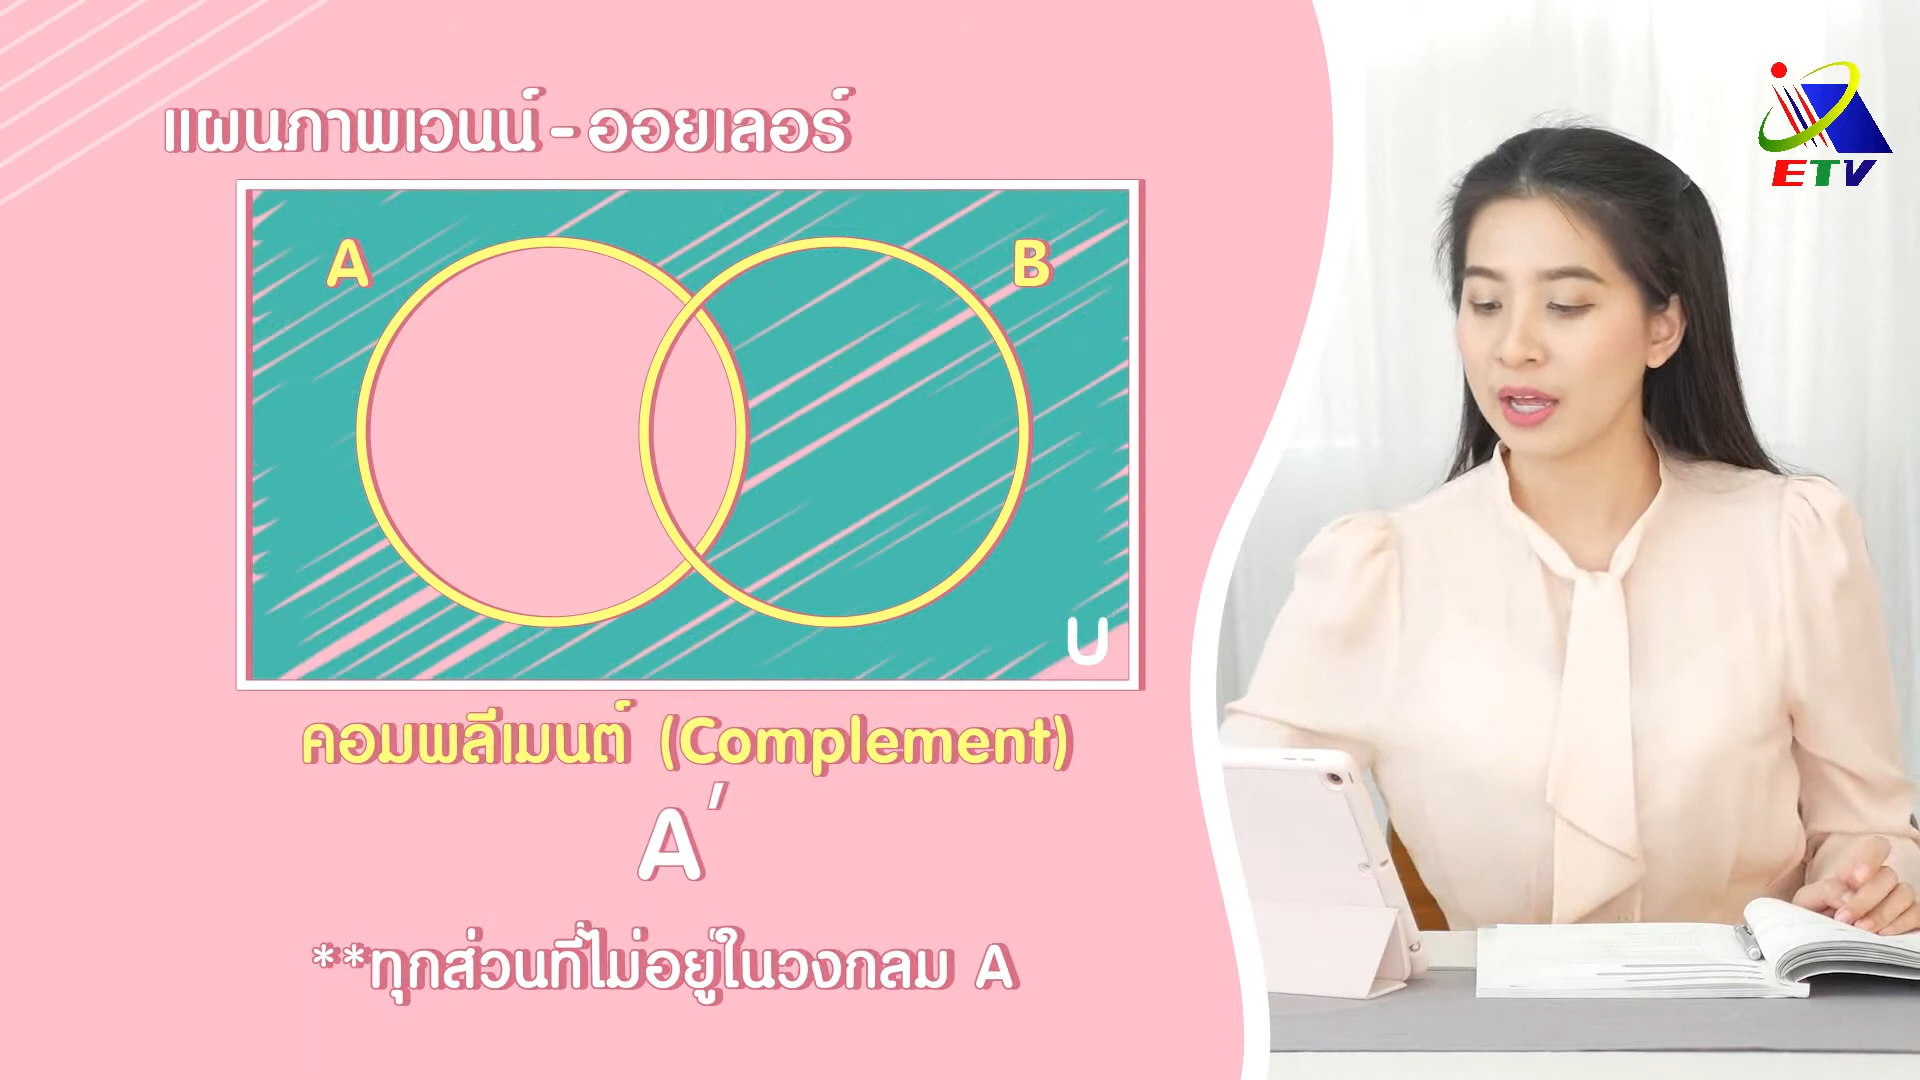 แผนภาพเวนน์ - ออยเลอร์
A
B
U
คอมพลีเมนต์ (Complement)
A′
**ทุกส่วนที่ไม่อยู่ในวงกลม A
ETV